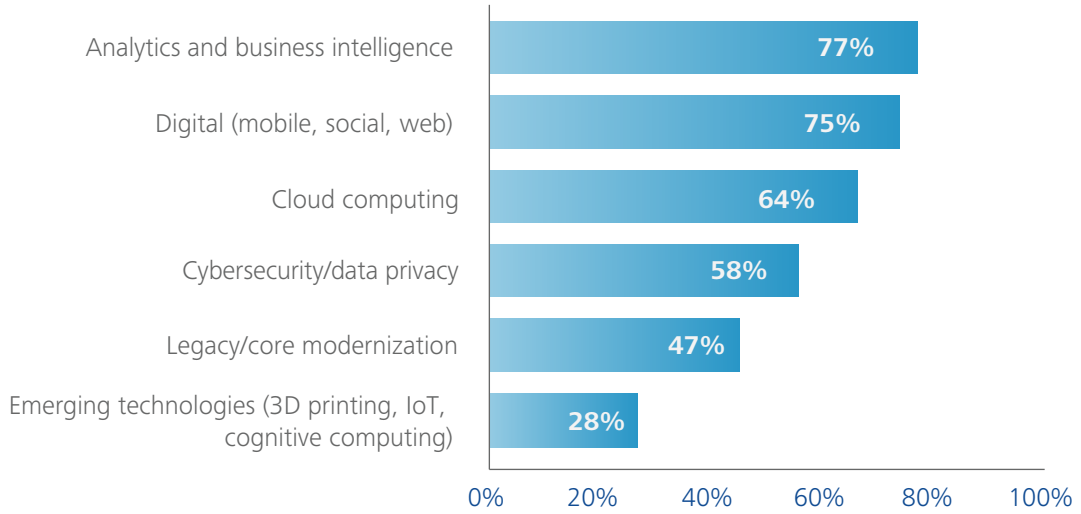 Analytics and business intelligence 77%
Digital (mobile, social, web) 75%
Cloud computing 64%
Cybersecurity/data privacy 58%
Legacy/core modernization 47%
Emerging technologies (3D printing, IoT,
cognitive computing) 28%
0% 20% 40% 60% 80% 100%